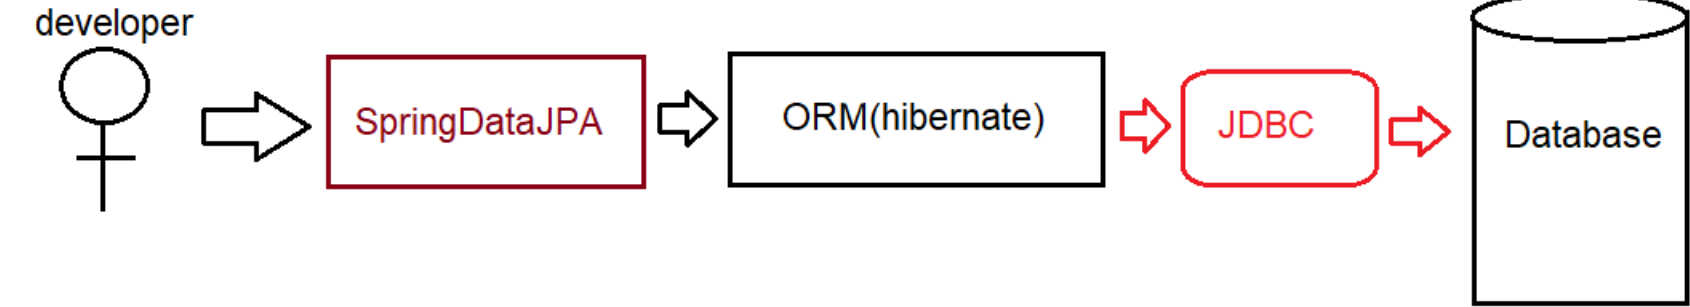 developer
SpringDataJPA
ORM(hibernate)
JDBC
Database